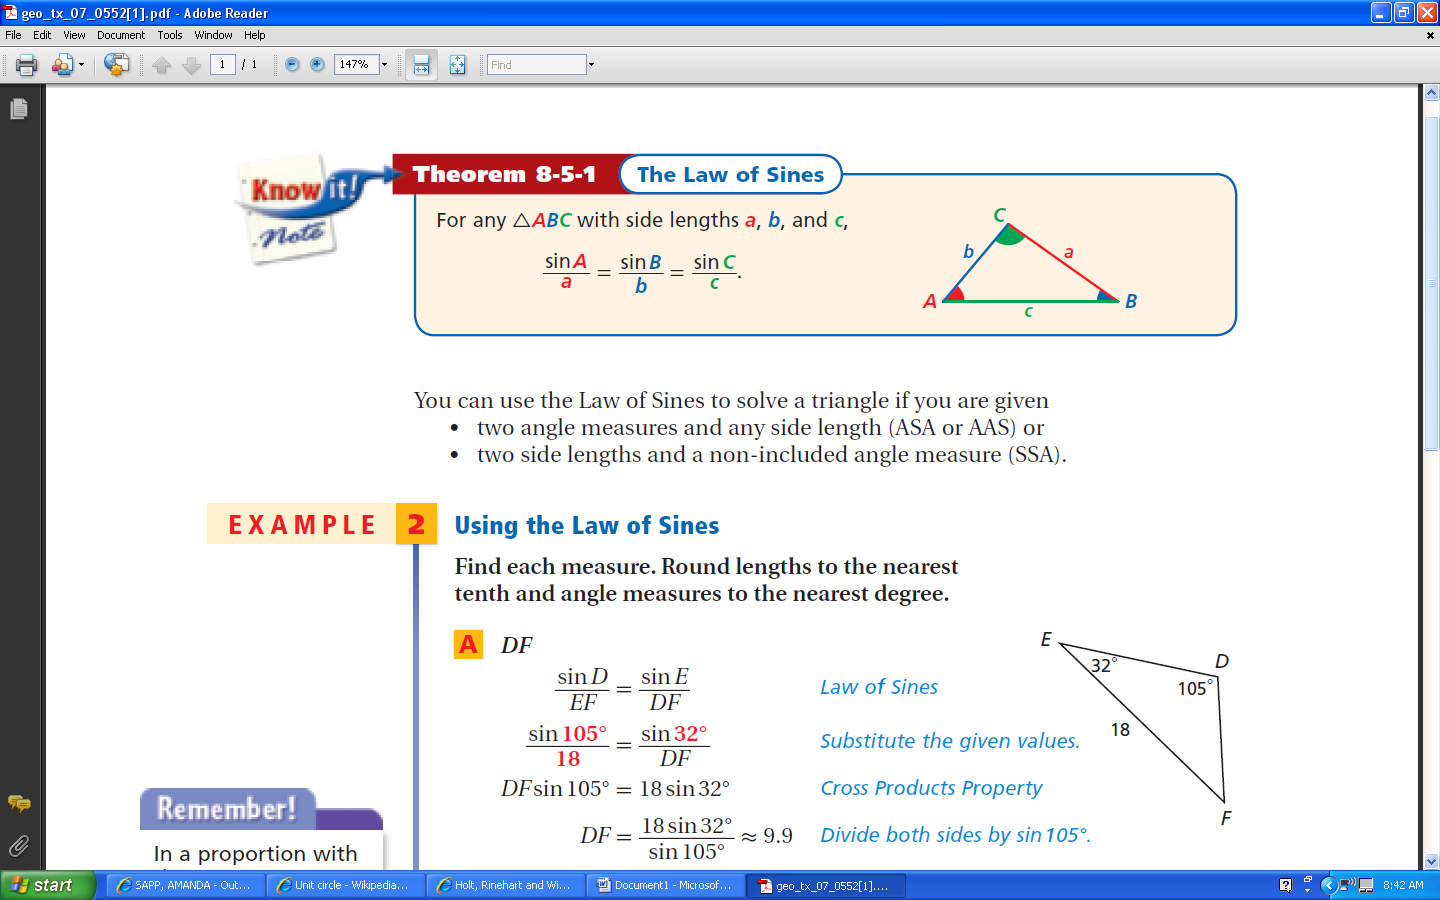 geo_tx_07_0552[1].pdf - Adobe Reader
File Edit View Document Tools Window Help
1 / 1 147% Find
Know it!
Note
Theorem 8-5-1 The Law of Sines
For any △ABC with side lengths a, b, and c,
sin A / a = sin B / b = sin C / c.
C
b a
A B
c
You can use the Law of Sines to solve a triangle if you are given
• two angle measures and any side length (ASA or AAS) or
• two side lengths and a non-included angle measure (SSA).
EXAMPLE 2 Using the Law of Sines
Find each measure. Round lengths to the nearest
tenth and angle measures to the nearest degree.
A DF
sin D / EF = sin E / DF Law of Sines
sin 105° / 18 = sin 32° / DF Substitute the given values.
DF sin 105° = 18 sin 32° Cross Products Property
DF = 18 sin 32° / sin 105° ≈ 9.9 Divide both sides by sin 105°.
E
32°
D
105°
18
F
Remember!
In a proportion with
start SAPP, AMANDA - Out... Unit circle - Wikipedia... Holt, Rinehart and Wi... Document1 - Microsof... geo_tx_07_0552[1].... 8:42 AM